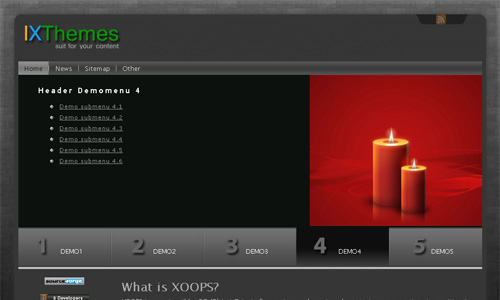 IXThemes
suit for your content
Home | News | Sitemap | Other
Header Demomenu 4
Demo submenu 4.1
Demo submenu 4.2
Demo submenu 4.3
Demo submenu 4.4
Demo submenu 4.5
Demo submenu 4.6
1 DEMO1
2 DEMO2
3 DEMO3
4 DEMO4
5 DEMO5
sourceforge
What is XOOPS?
Developers